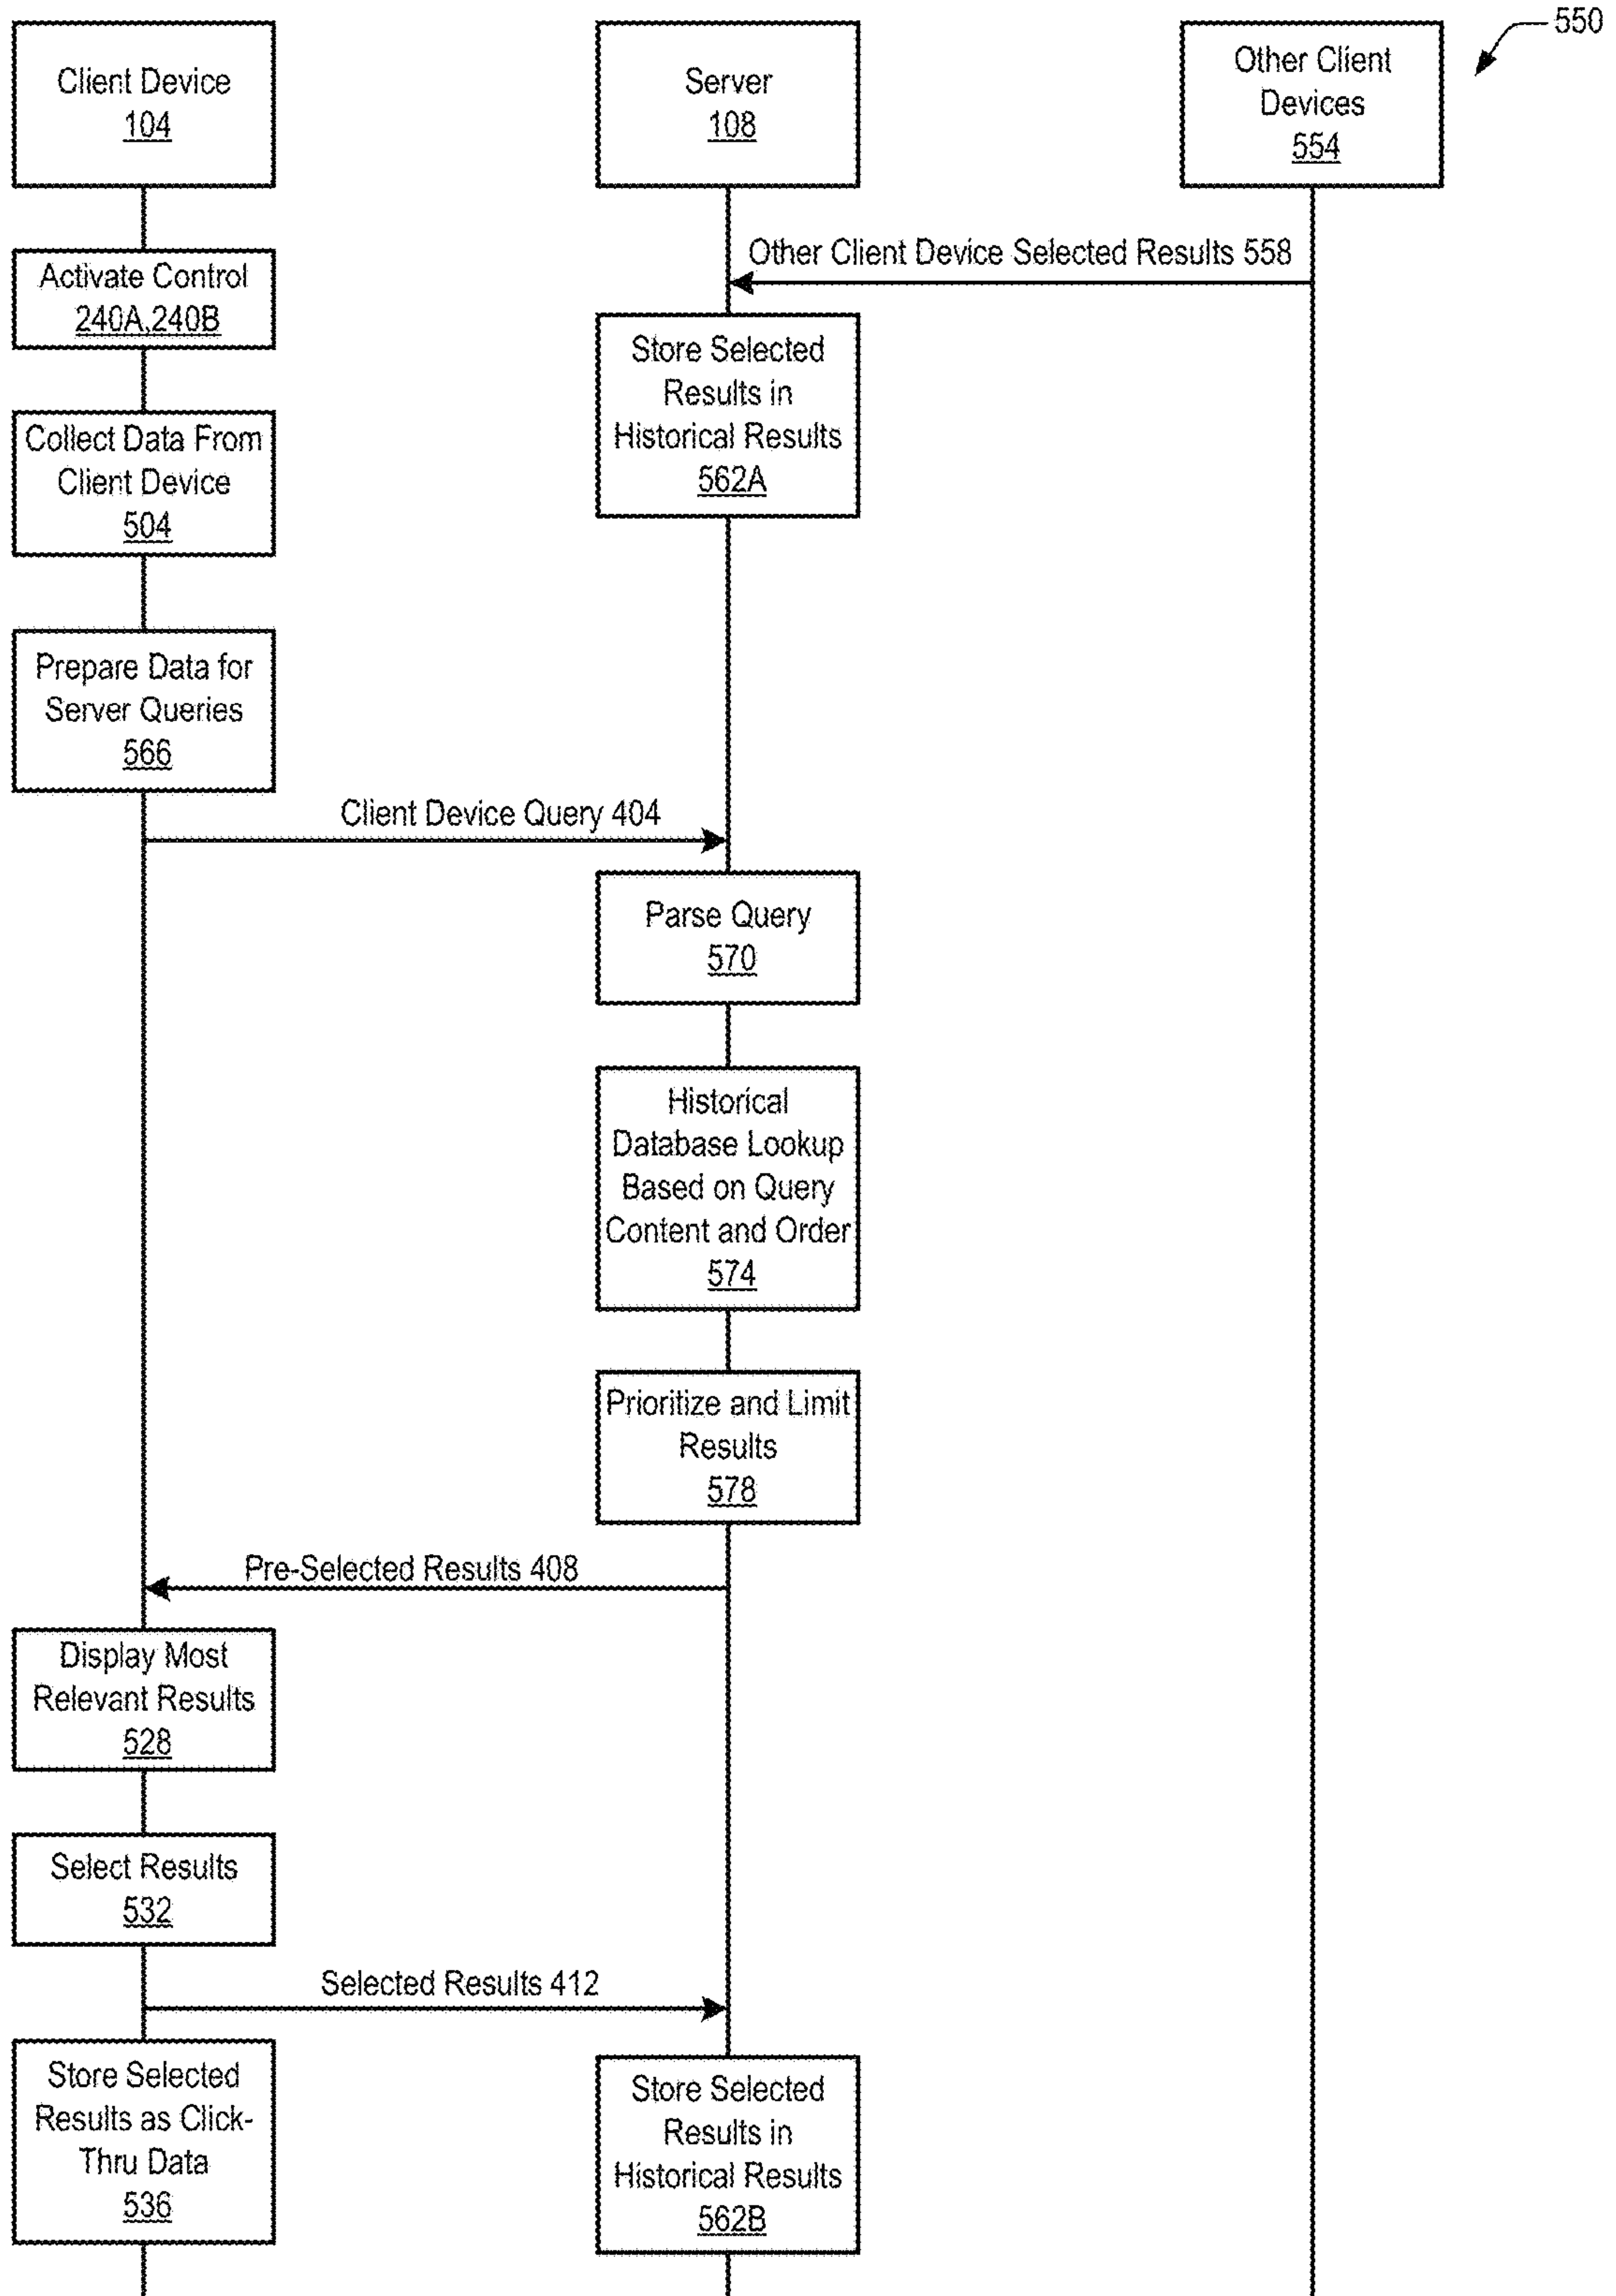 550
Client Device
104
Server
108
Other Client
Devices
554
Activate Control
240A,240B
Other Client Device Selected Results 558
Store Selected
Results in
Historical Results
562A
Collect Data From
Client Device
504
Prepare Data for
Server Queries
566
Client Device Query 404
Parse Query
570
Historical
Database Lookup
Based on Query
Content and Order
574
Prioritize and Limit
Results
578
Pre-Selected Results 408
Display Most
Relevant Results
528
Select Results
532
Selected Results 412
Store Selected
Results as Click-
Thru Data
536
Store Selected
Results in
Historical Results
562B